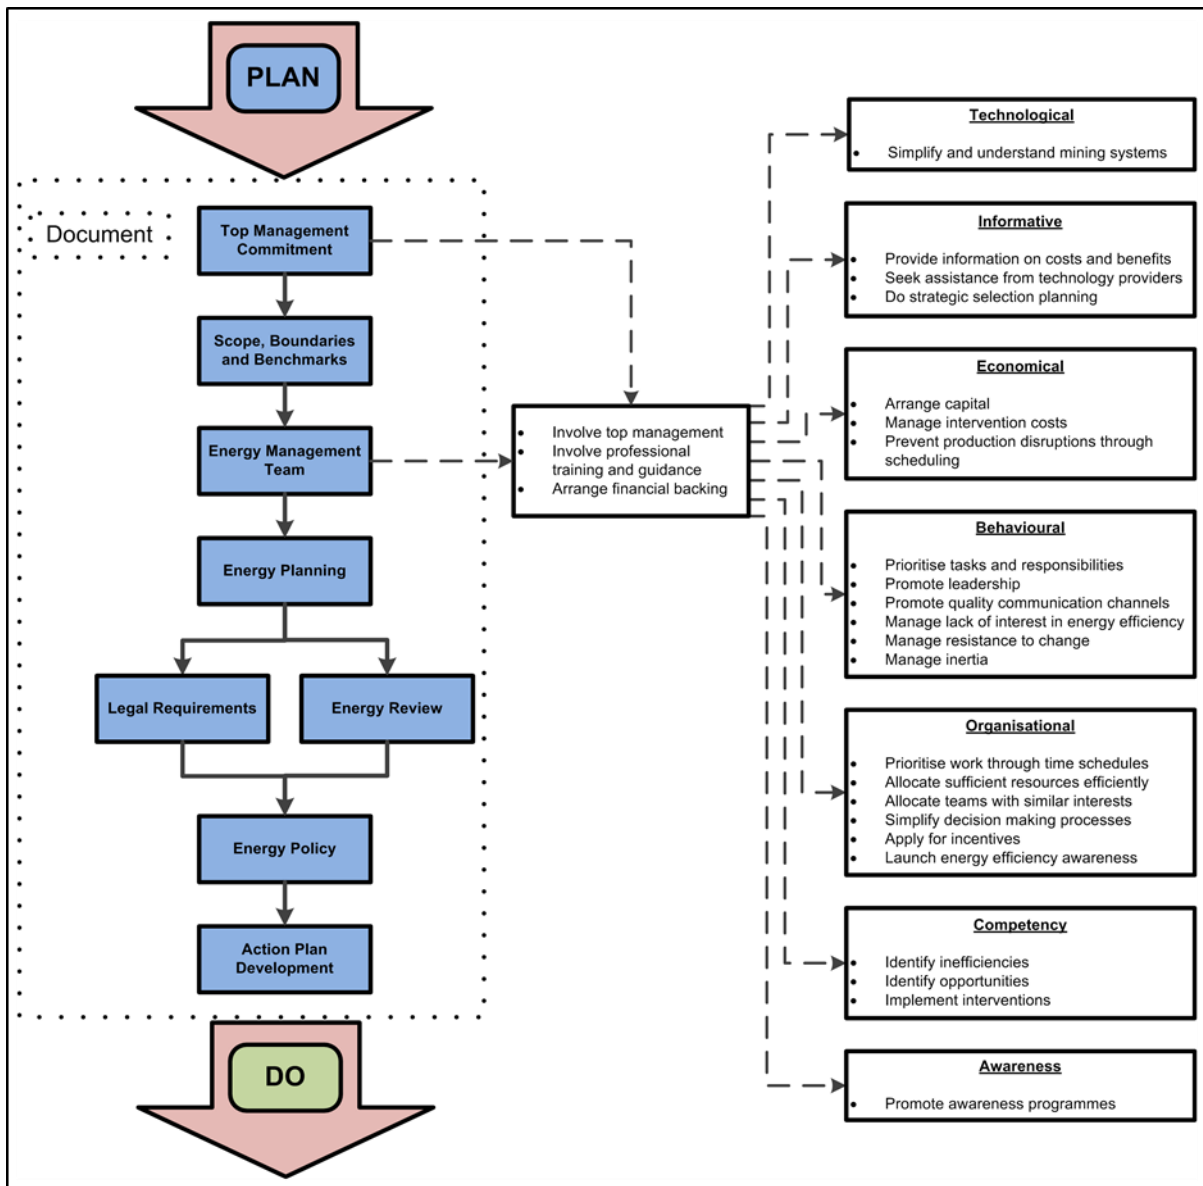 PLAN
Document
Top Management
Commitment
Scope, Boundaries
and Benchmarks
Energy Management
Team
Energy Planning
Legal Requirements
Energy Review
Energy Policy
Action Plan
Development
DO
• Involve top management
• Involve professional
training and guidance
• Arrange financial backing
Technological
• Simplify and understand mining systems
Informative
• Provide information on costs and benefits
• Seek assistance from technology providers
• Do strategic selection planning
Economical
• Arrange capital
• Manage intervention costs
• Prevent production disruptions through
scheduling
Behavioural
• Prioritise tasks and responsibilities
• Promote leadership
• Promote quality communication channels
• Manage lack of interest in energy efficiency
• Manage resistance to change
• Manage inertia
Organisational
• Prioritise work through time schedules
• Allocate sufficient resources efficiently
• Allocate teams with similar interests
• Simplify decision making processes
• Apply for incentives
• Launch energy efficiency awareness
Competency
• Identify inefficiencies
• Identify opportunities
• Implement interventions
Awareness
• Promote awareness programmes